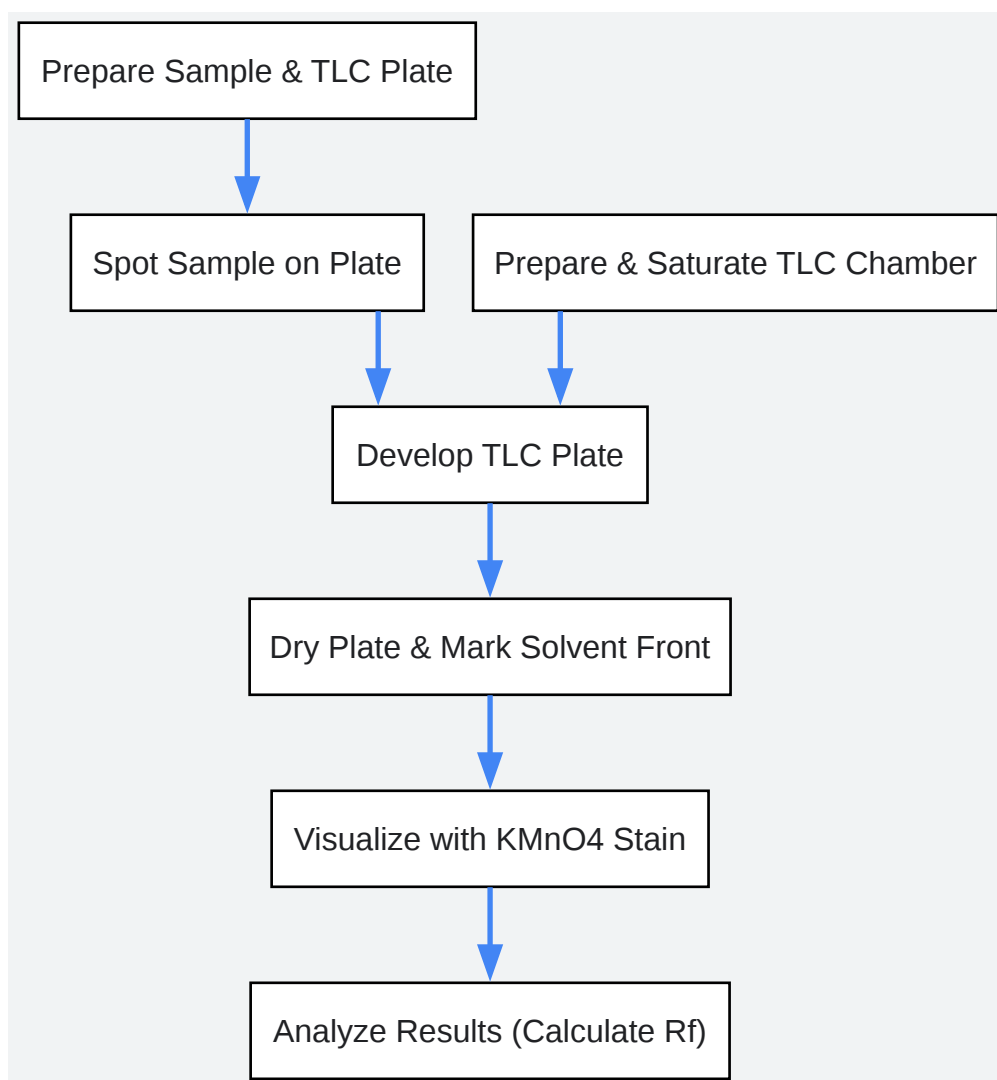 Prepare Sample & TLC Plate
Spot Sample on Plate
Prepare & Saturate TLC Chamber
Develop TLC Plate
Dry Plate & Mark Solvent Front
Visualize with KMnO4 Stain
Analyze Results (Calculate Rf)